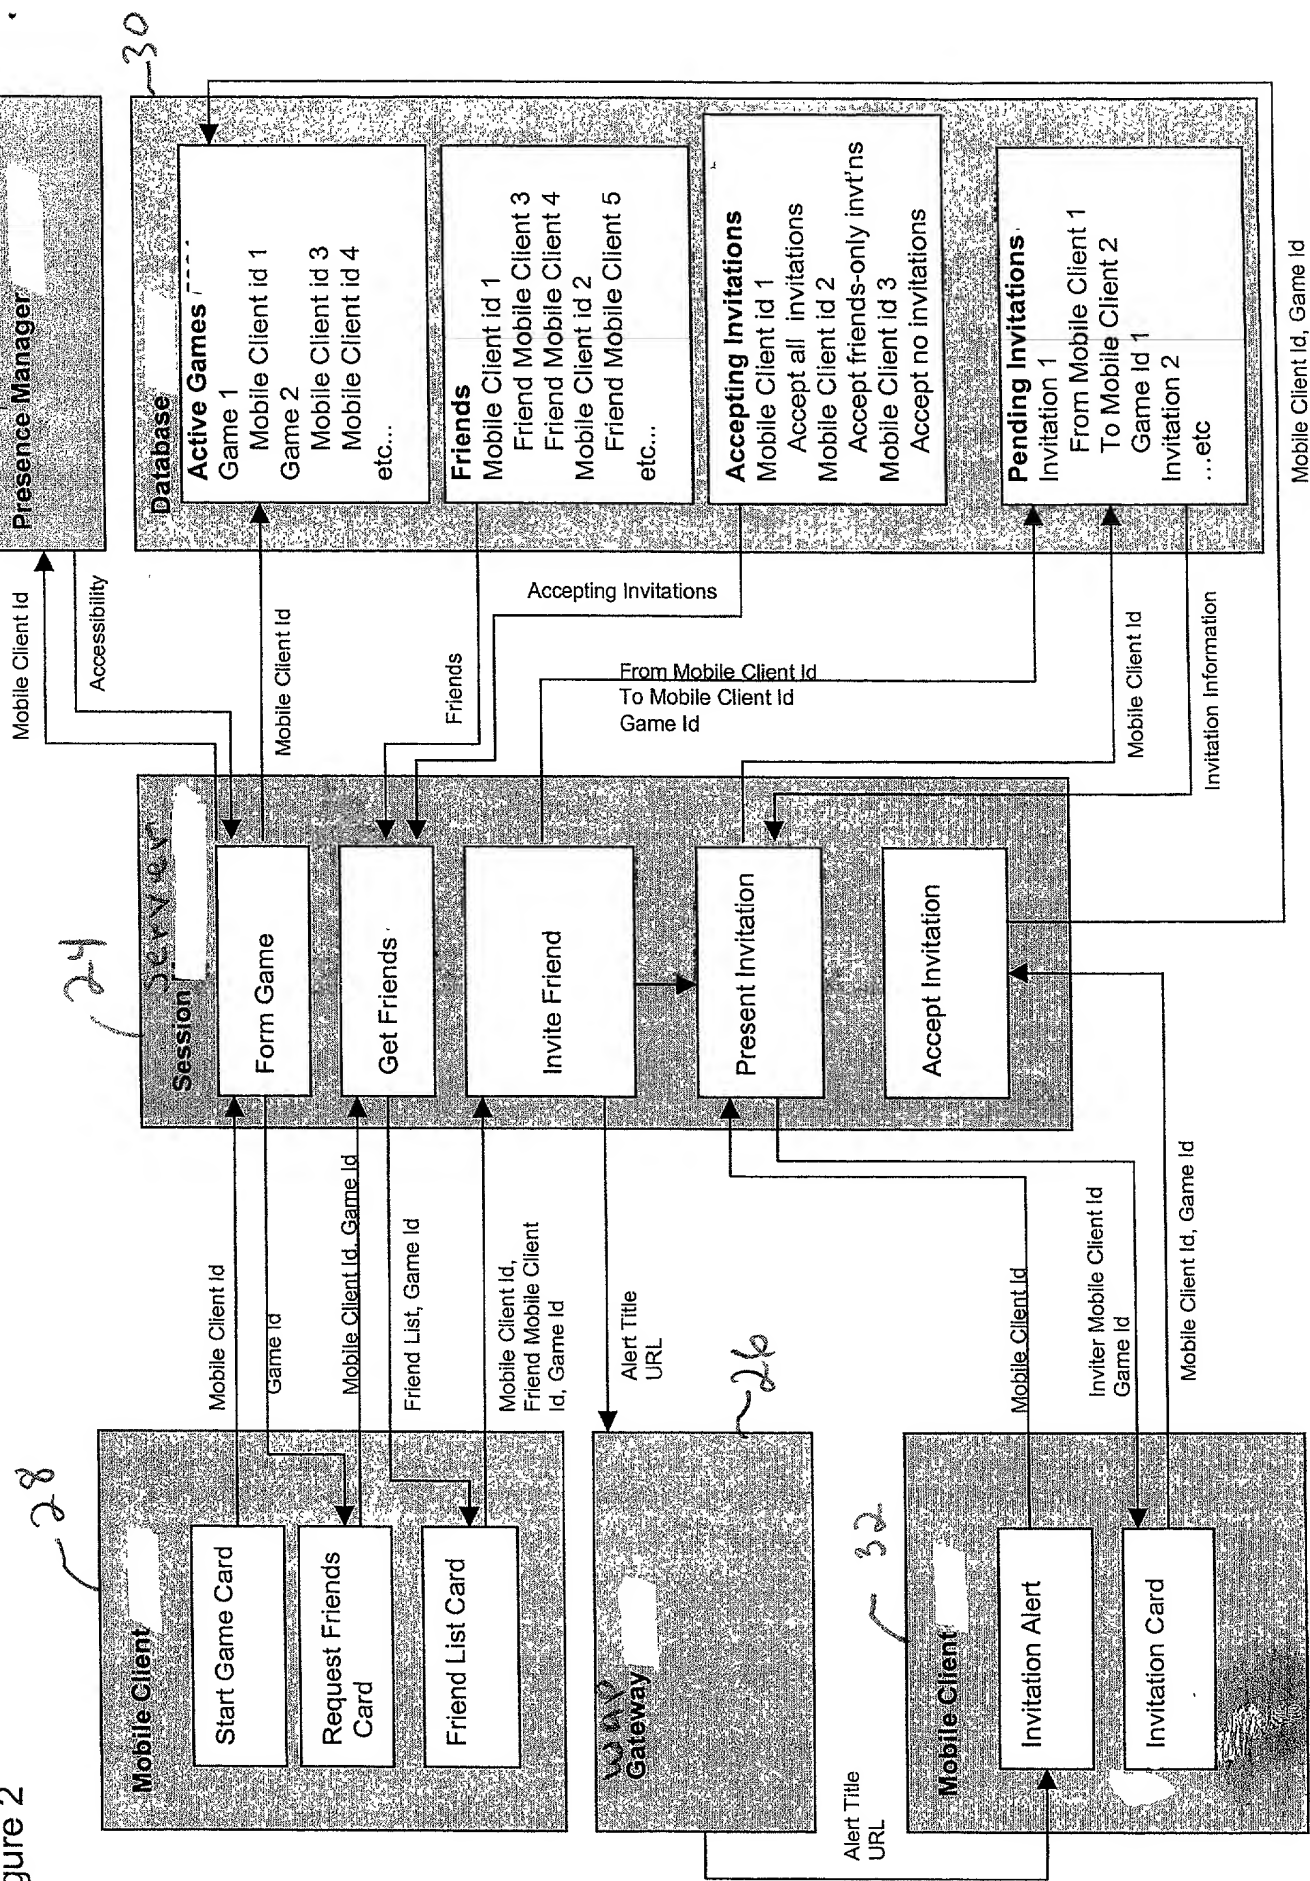 gure 2
28
Mobile Client
Start Game Card
Request Friends
Card
Friend List Card
wap
Gateway
26
Alert Title
URL
32
Mobile Client
Invitation Alert
Invitation Card
Mobile Client Id
Game Id
Mobile Client Id, Game Id
Friend List, Game Id
Mobile Client Id,
Friend Mobile Client
Id, Game Id
Alert Title
URL
Mobile Client Id
Inviter Mobile Client Id
Game Id
Mobile Client Id, Game Id
24
Session
Server
Form Game
Get Friends
Invite Friend
Present Invitation
Accept Invitation
Mobile Client Id
Accessibility
Mobile Client Id
Friends
Accepting Invitations
From Mobile Client Id
To Mobile Client Id
Game Id
Mobile Client Id
Invitation Information
Mobile Client Id, Game Id
Presence Manager
30
Database
Active Games
Game 1
Mobile Client id 1
Game 2
Mobile Client id 3
Mobile Client id 4
etc...
Friends
Mobile Client id 1
Friend Mobile Client 3
Friend Mobile Client 4
Mobile Client id 2
Friend Mobile Client 5
etc...
Accepting Invitations
Mobile Client id 1
Accept all invitations
Mobile Client id 2
Accept friends-only invt'ns
Mobile Client id 3
Accept no invitations
Pending Invitations
Invitation 1
From Mobile Client 1
To Mobile Client 2
Game Id 1
Invitation 2
...etc